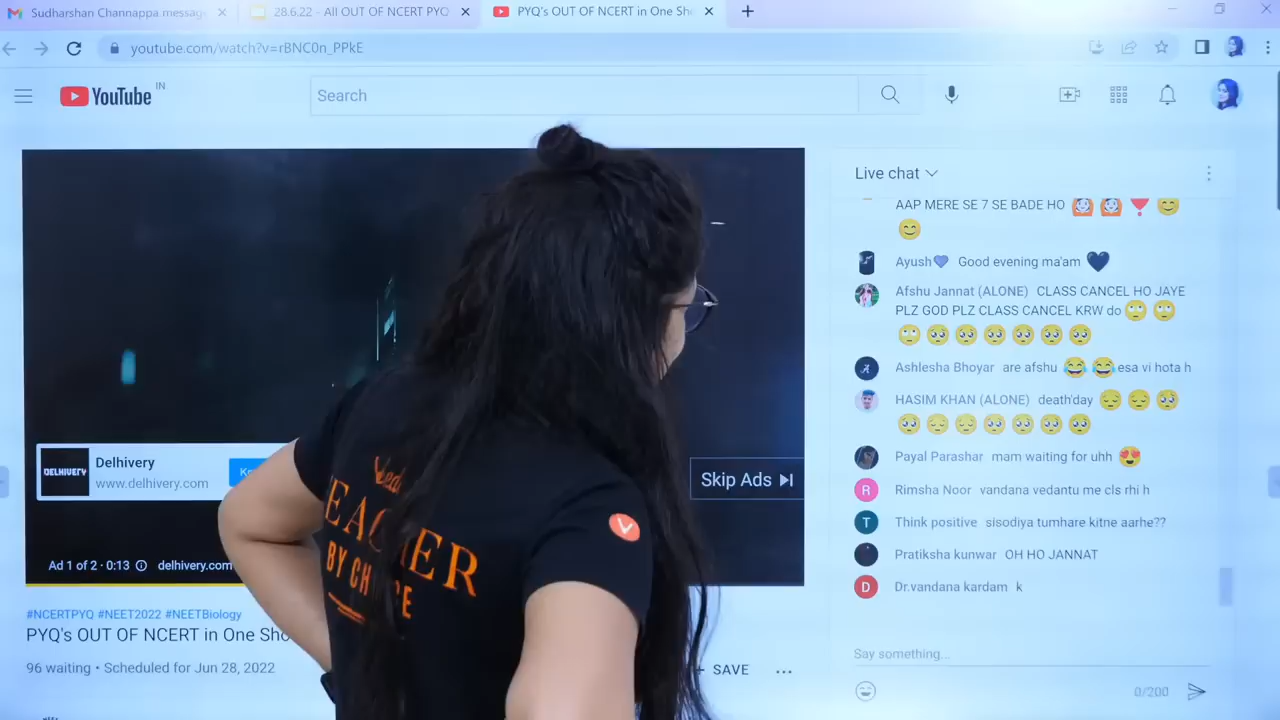 Sudharshan Channappa messag
28.6.22 - All OUT OF NCERT PYQ
PYQ's OUT OF NCERT in One Sh
youtube.com/watch?v=rBNC0n_PPkE
YouTube IN
Search
Live chat
AAP MERE SE 7 SE BADE HO
Ayush Good evening ma'am
Afshu Jannat (ALONE) CLASS CANCEL HO JAYE
PLZ GOD PLZ CLASS CANCEL KRW do
Ashlesha Bhoyar are afshu esa vi hota h
HASIM KHAN (ALONE) death'day
Payal Parashar mam waiting for uhh
R Rimsha Noor vandana vedantu me cls rhi h
T Think positive sisodiya tumhare kitne aarhe??
Pratiksha kunwar OH HO JANNAT
D Dr.vandana kardam k
Say something...
0/200
DELHIVERY
Delhivery
www.delhivery.com
Kn
Skip Ads
Ad 1 of 2 · 0:13 delhivery.com
#NCERTPYQ #NEET2022 #NEETBiology
PYQ's OUT OF NCERT in One Sho
96 waiting • Scheduled for Jun 28, 2022
SAVE
...
Veda
EACHER
BY CH CE